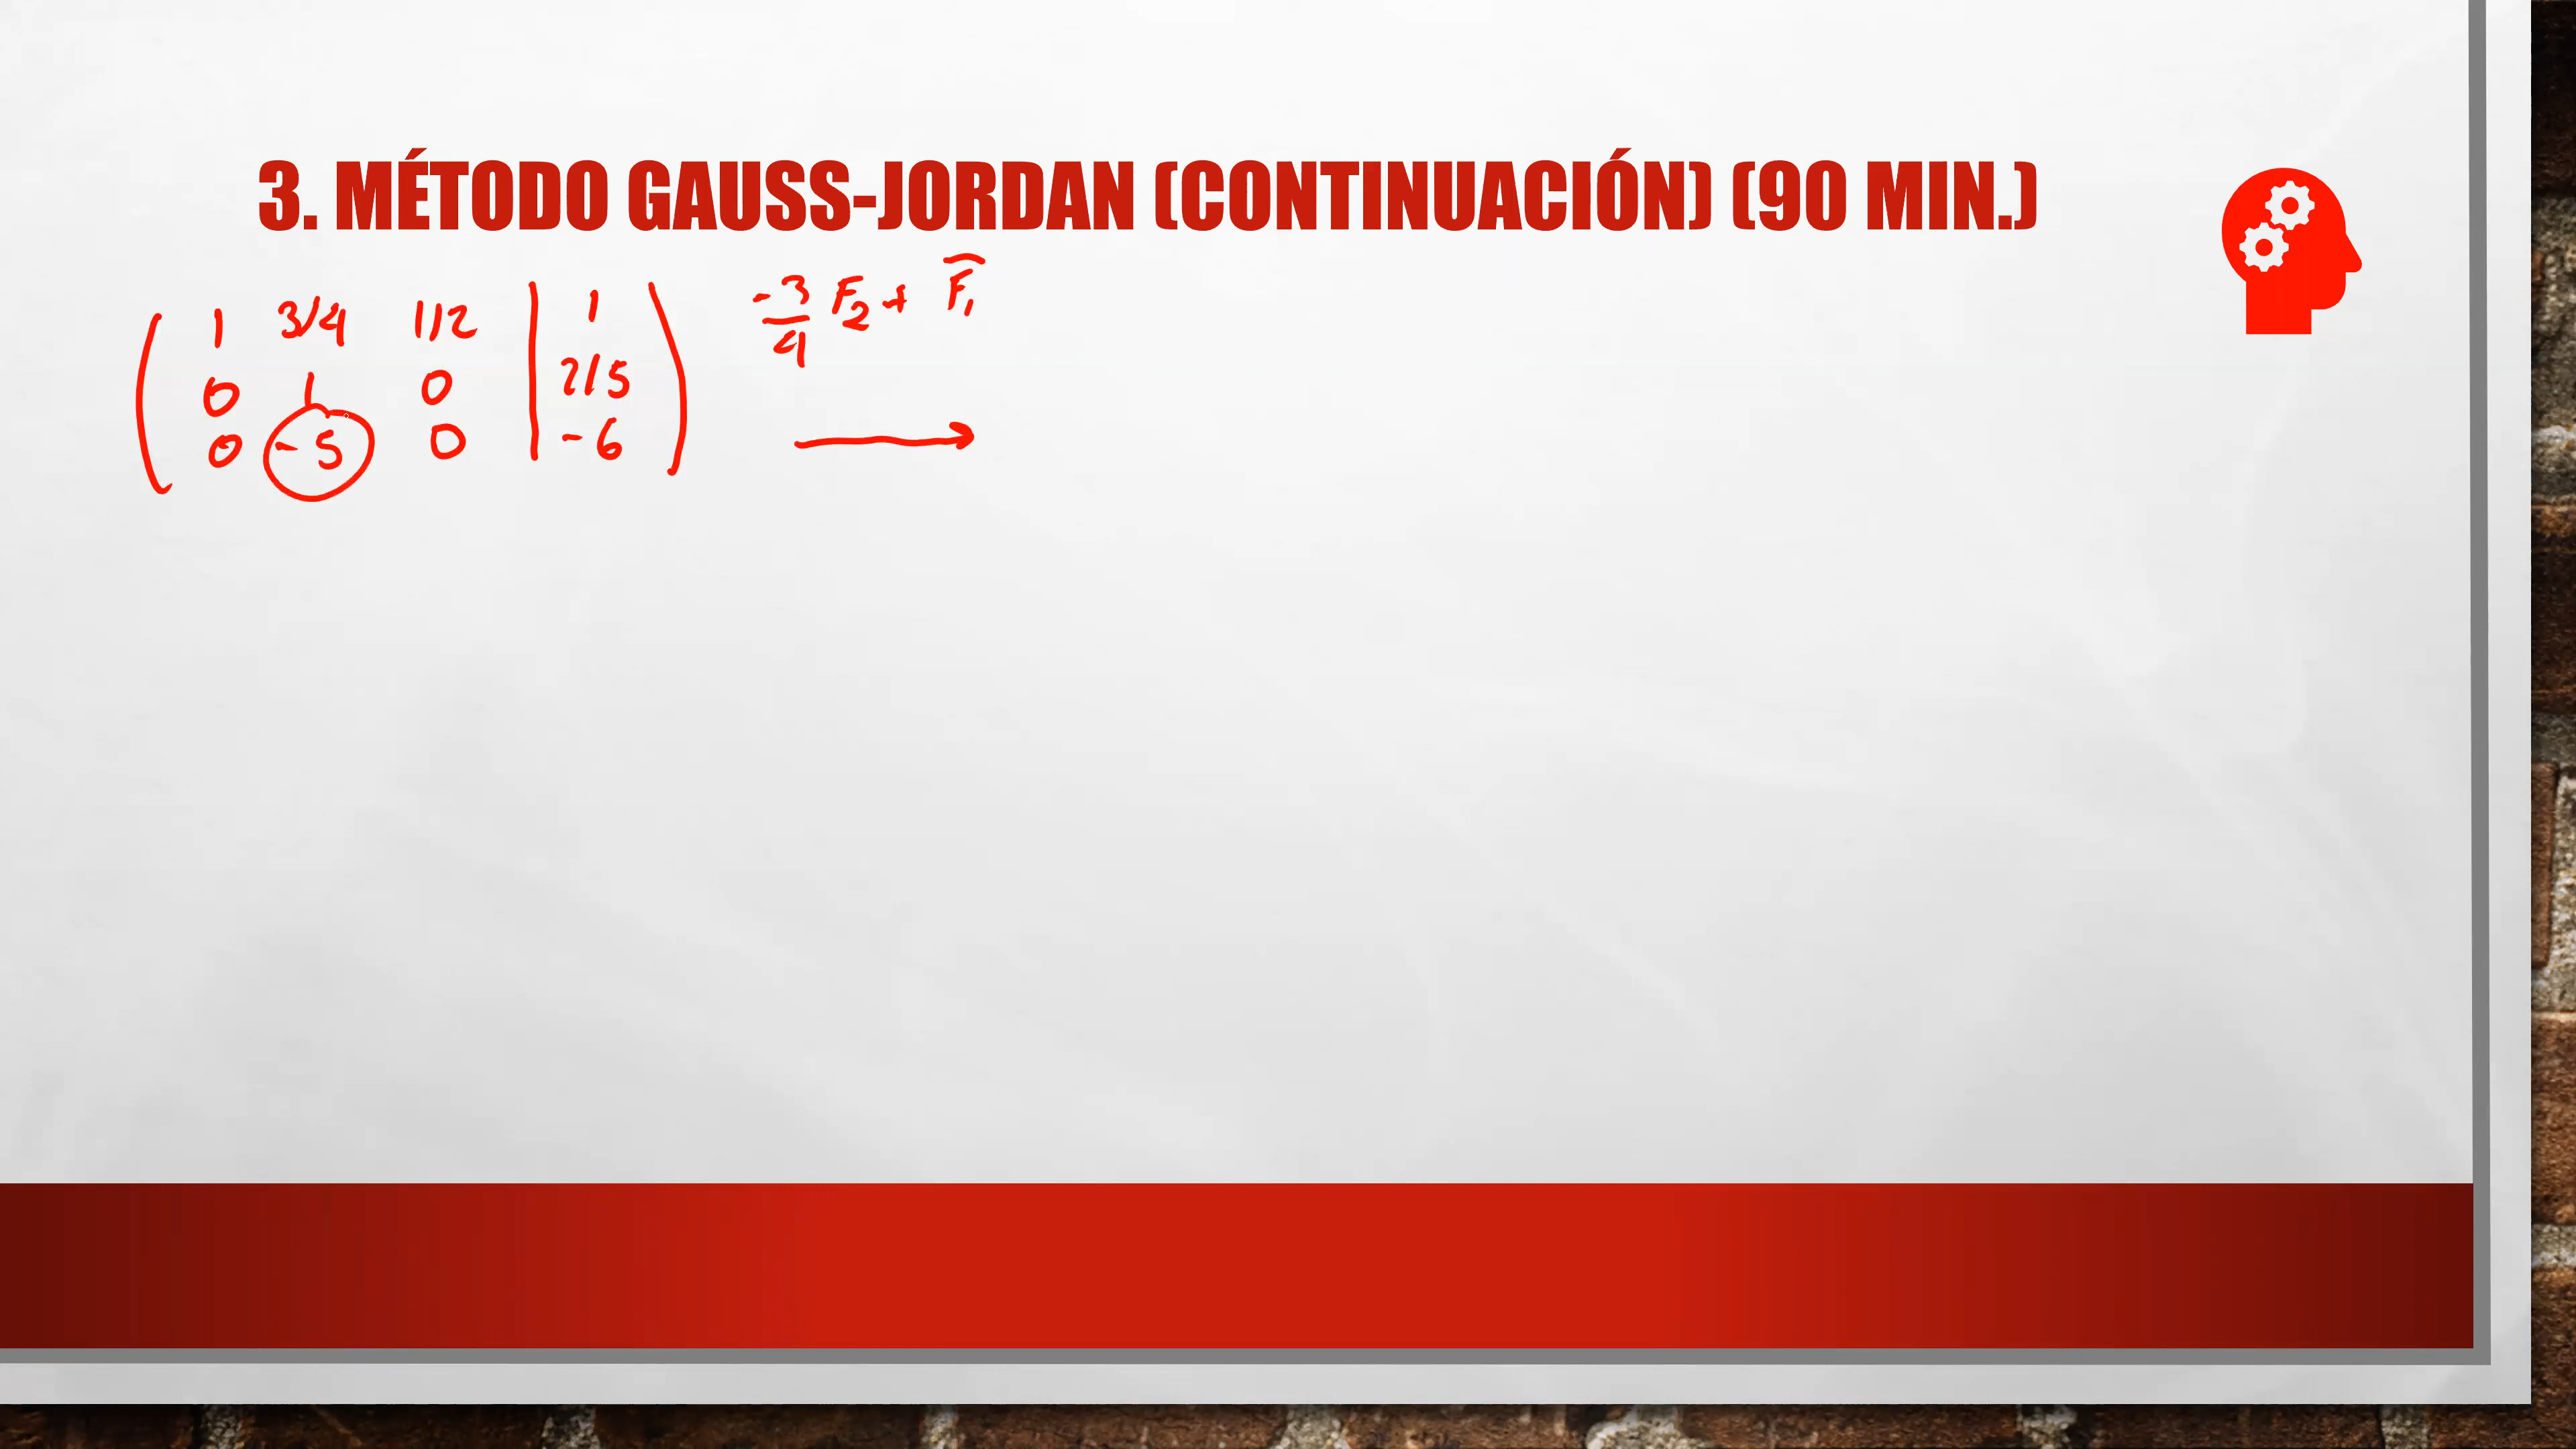 3. MÉTODO GAUSS-JORDAN (CONTINUACIÓN) (90 MIN.)
( 1 3/4 1/2 | 1 ) -3/4 F₂ + F₁
0 1 0 | 2/5
0 -5 0 | -6 →